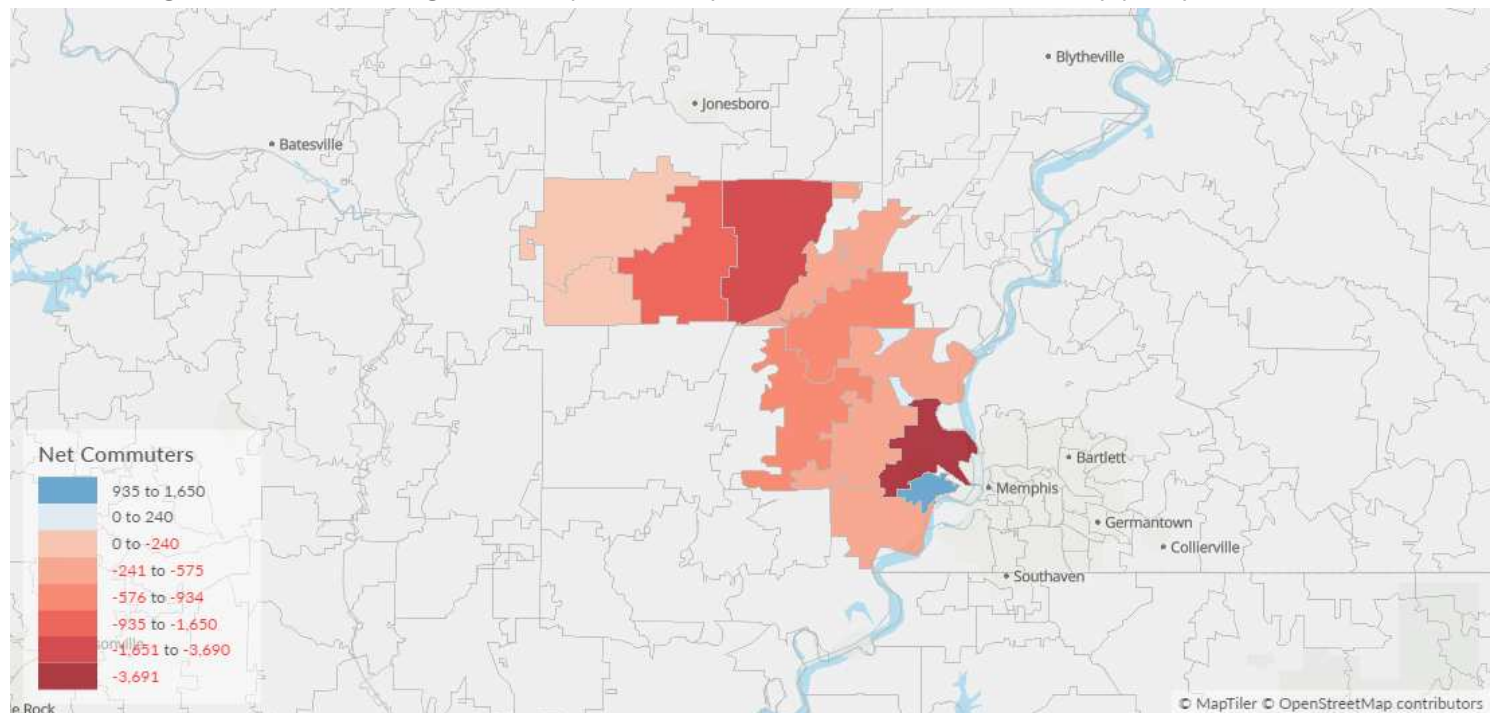 Blytheville
Jonesboro
Batesville
Net Commuters
935 to 1,650
0 to 240
0 to -240
-241 to -575
-576 to -934
-935 to -1,650
-1,651 to -3,690
-3,691
sonville
e Rock
Bartlett
Memphis
Germantown
Collierville
Southaven
© MapTiler © OpenStreetMap contributors